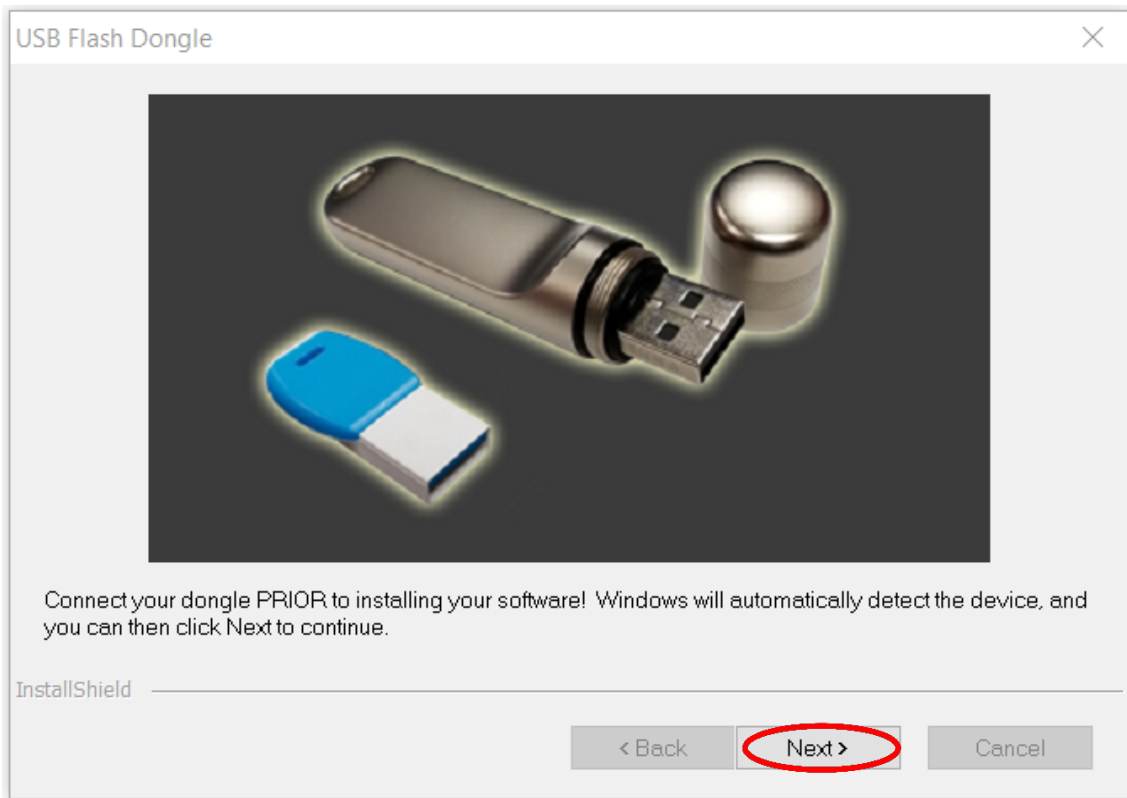 USB Flash Dongle
Connect your dongle PRIOR to installing your software! Windows will automatically detect the device, and
you can then click Next to continue.
InstallShield
< Back Next > Cancel